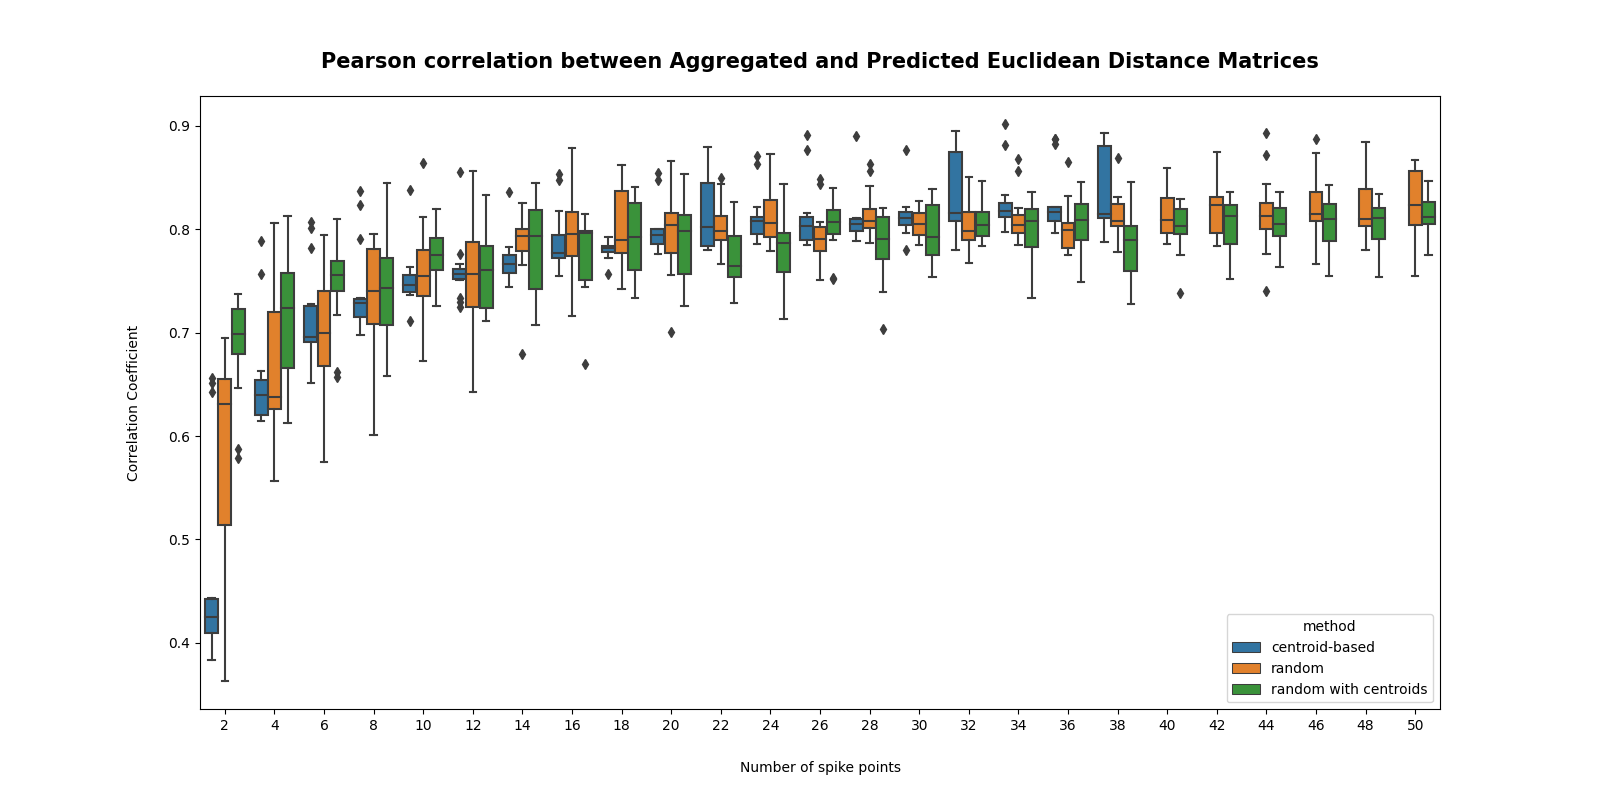 Pearson correlation between Aggregated and Predicted Euclidean Distance Matrices
0.9
0.8
0.7
0.6
0.5
0.4
Correlation Coefficient
method
centroid-based
random
random with centroids
2 4 6 8 10 12 14 16 18 20 22 24 26 28 30 32 34 36 38 40 42 44 46 48 50
Number of spike points